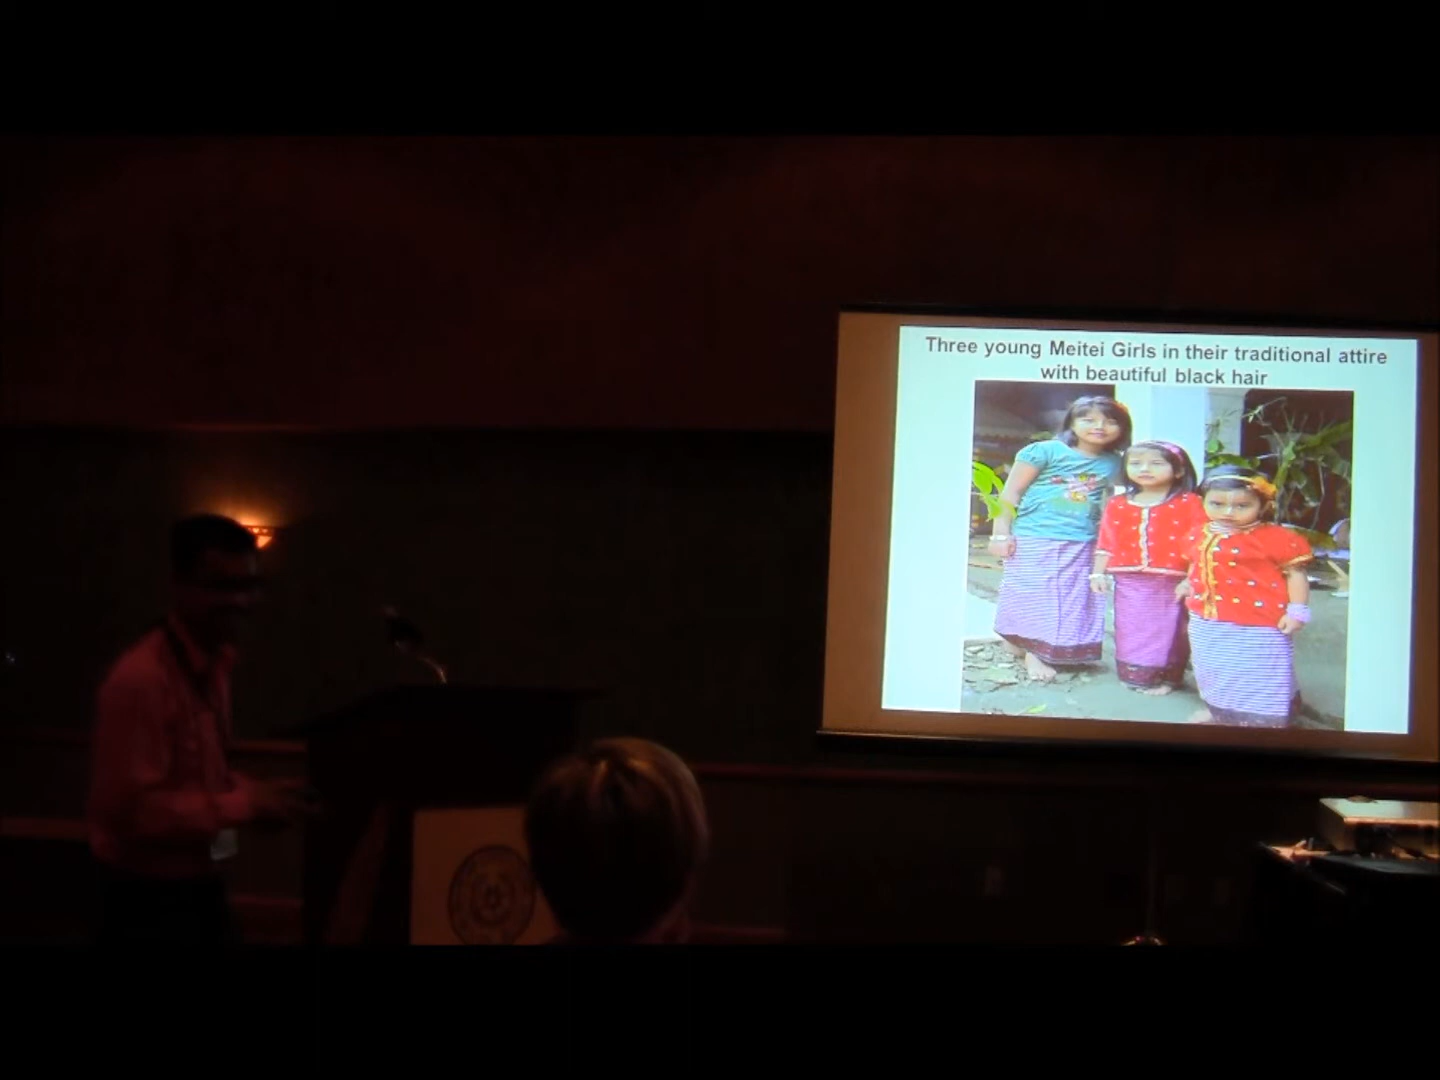 Three young Meitei Girls in their traditional attire
with beautiful black hair